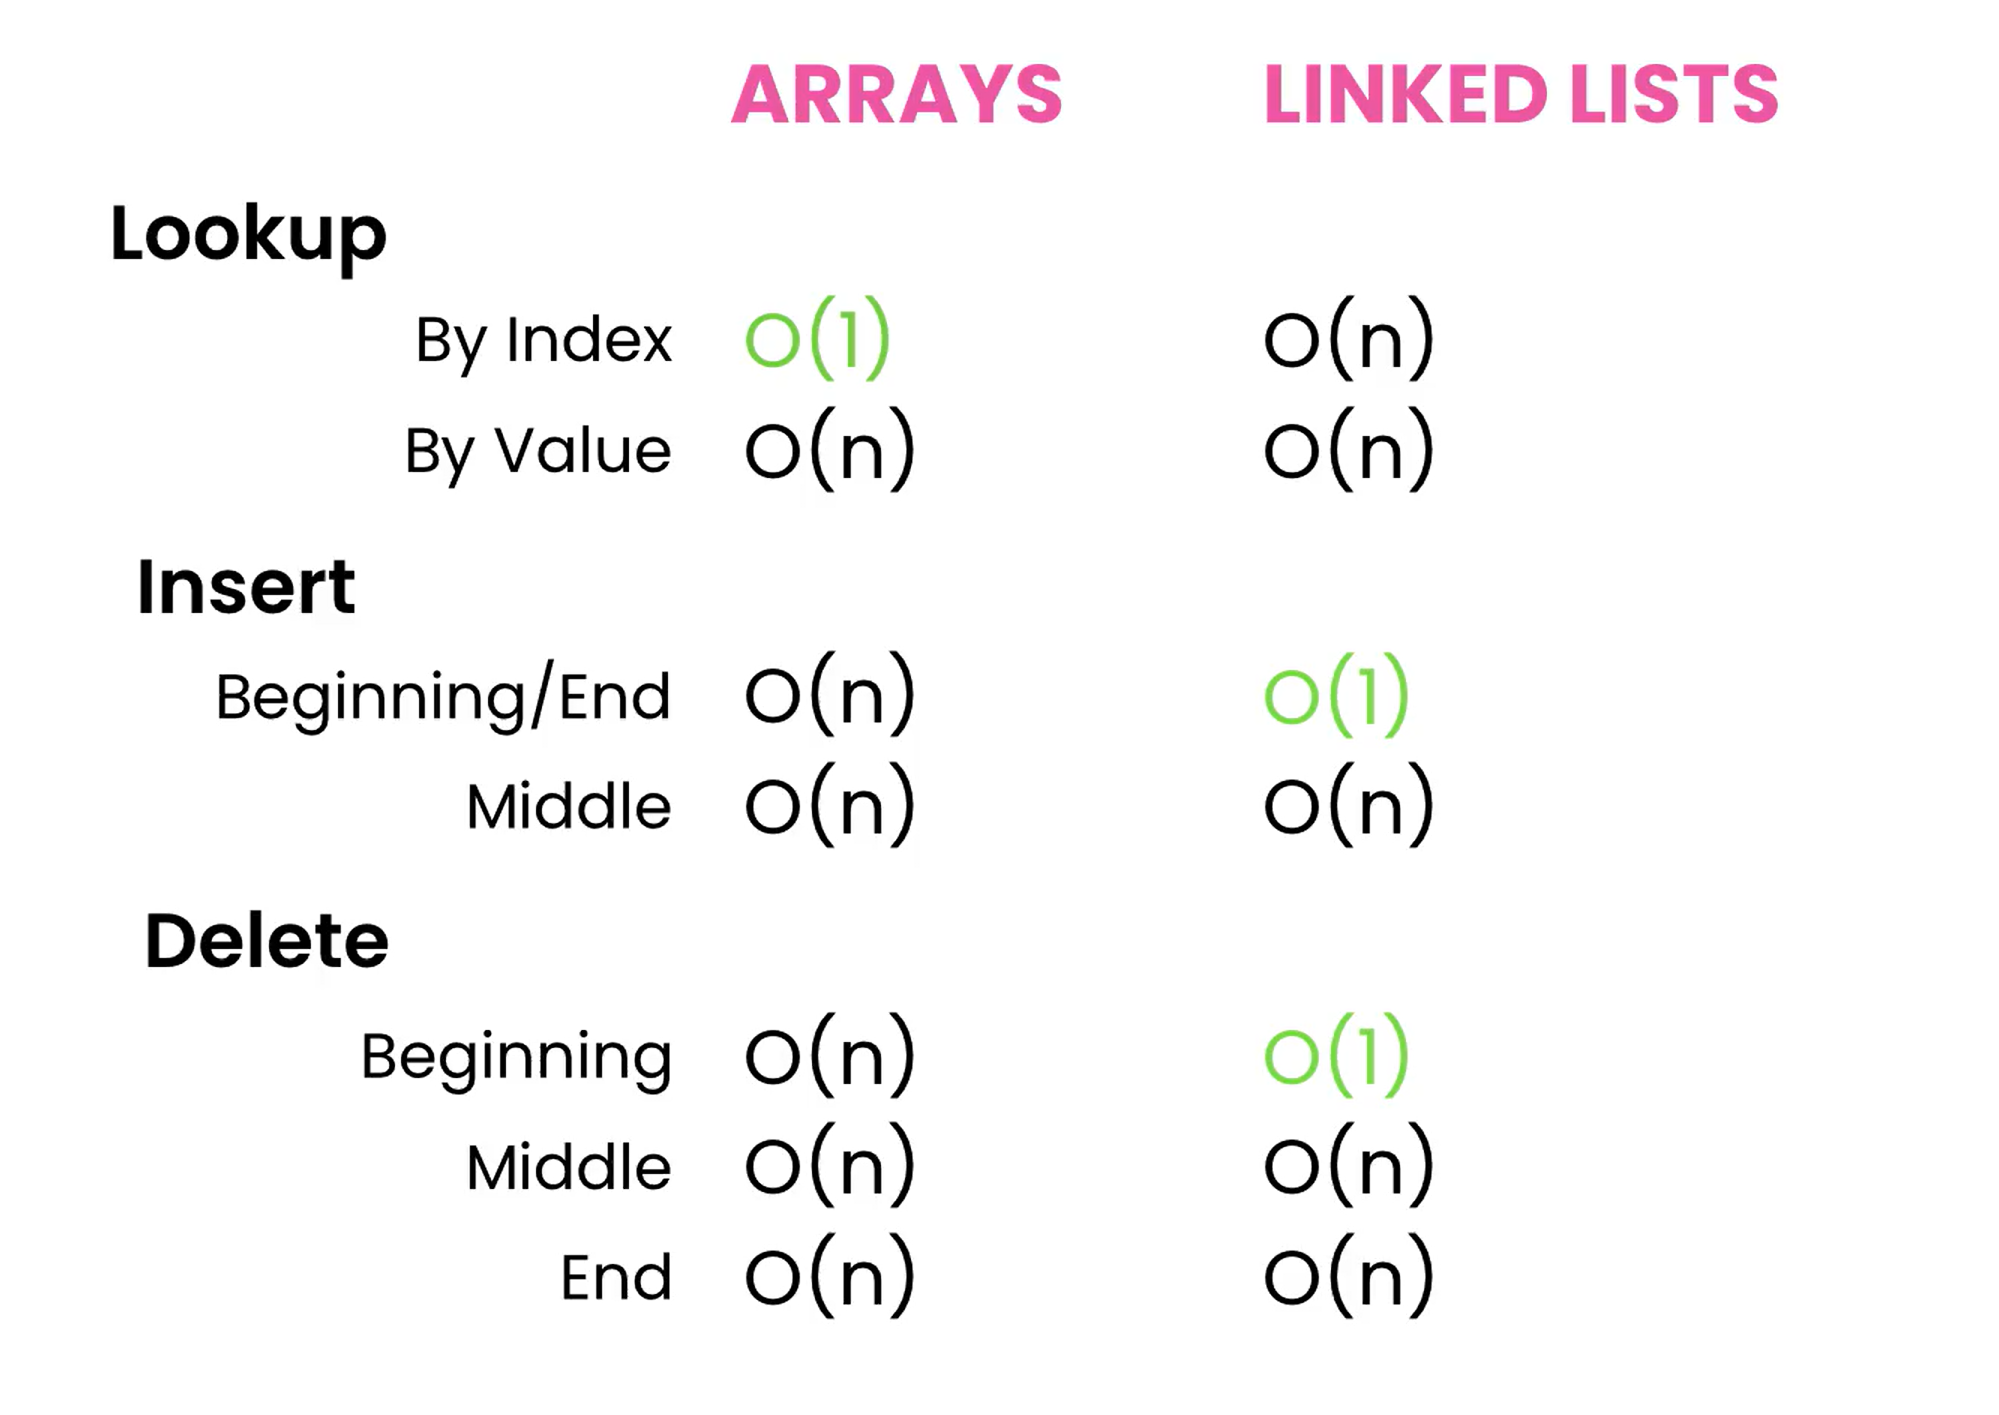 ARRAYS LINKED LISTS
Lookup
By Index O(1) O(n)
By Value O(n) O(n)
Insert
Beginning/End O(n) O(1)
Middle O(n) O(n)
Delete
Beginning O(n) O(1)
Middle O(n) O(n)
End O(n) O(n)